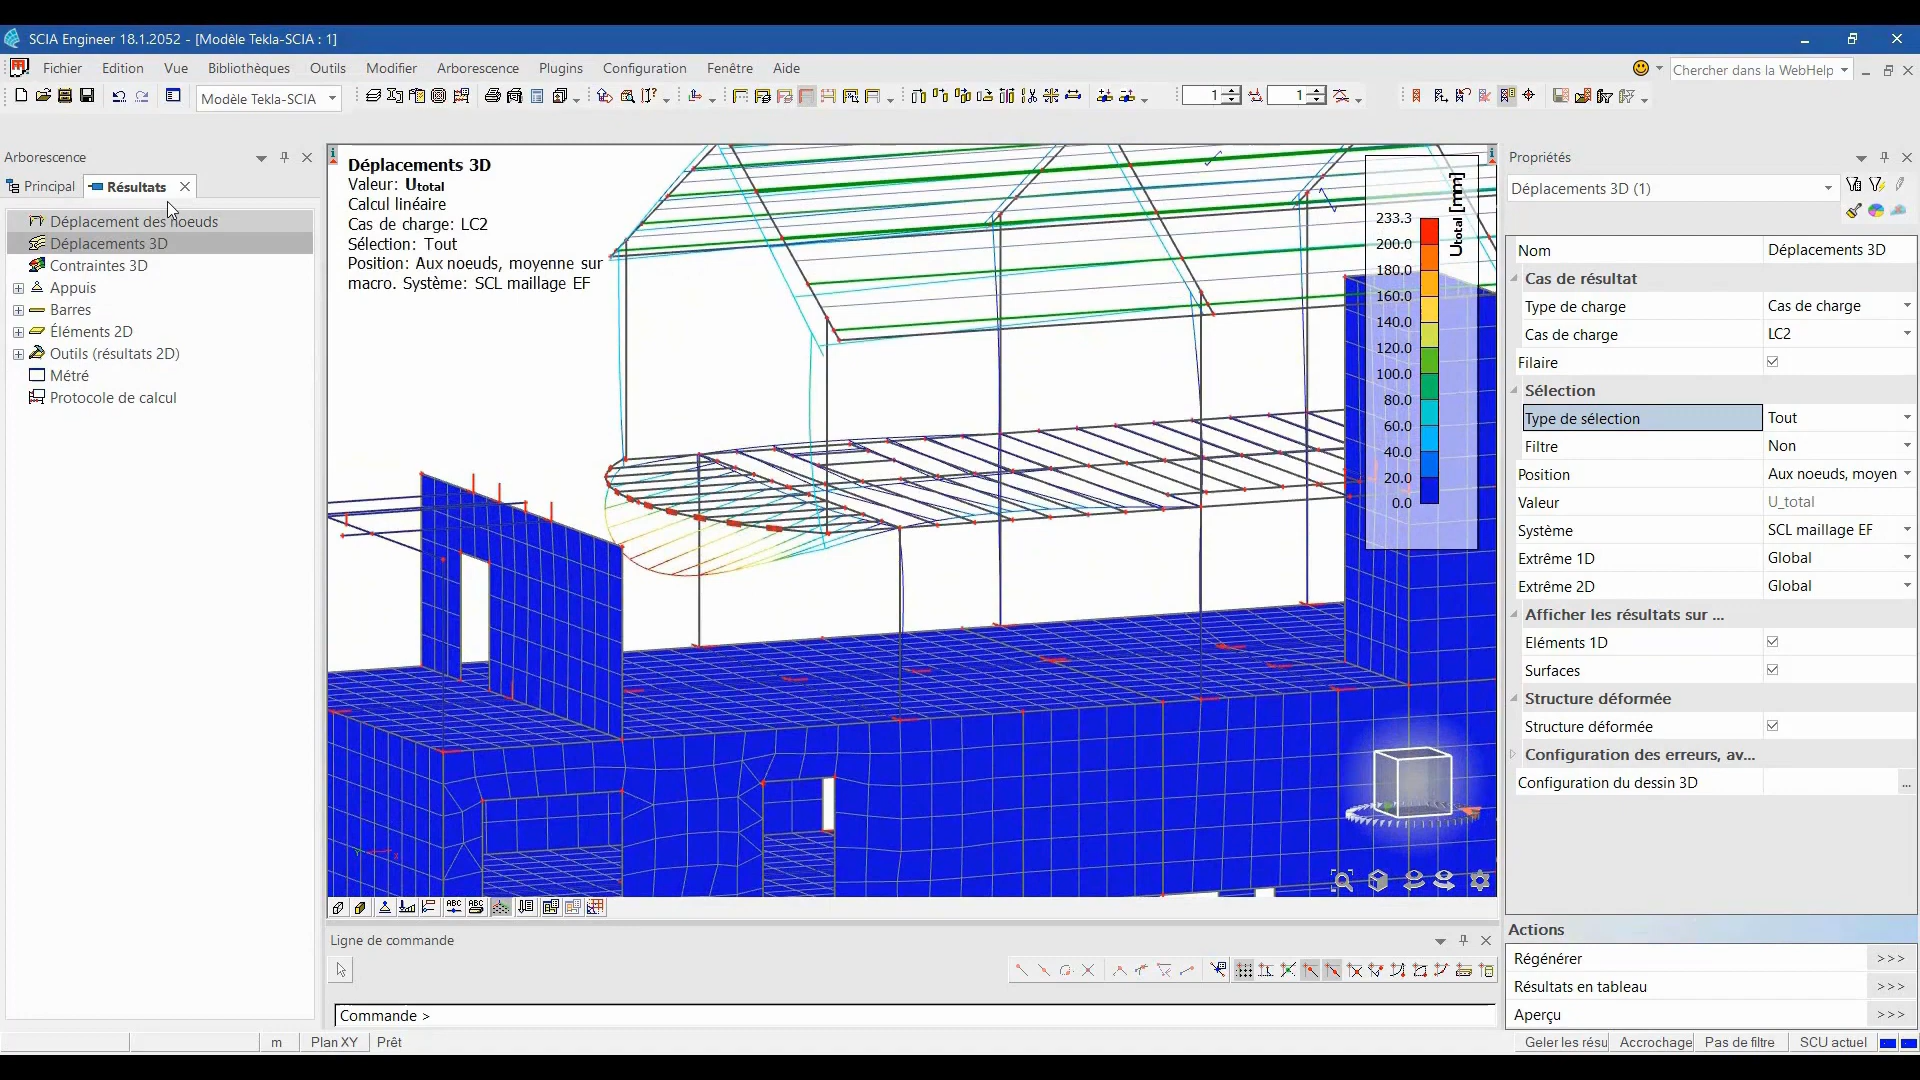 SCIA Engineer 18.1.2052 - [Modèle Tekla-SCIA : 1]
Fichier Edition Vue Bibliothèques Outils Modifier Arborescence Plugins Configuration Fenêtre Aide
Chercher dans la WebHelp
Modèle Tekla-SCIA
1 1
Arborescence
Principal Résultats
Déplacement des noeuds
Déplacements 3D
Contraintes 3D
Appuis
Barres
Éléments 2D
Outils (résultats 2D)
Métré
Protocole de calcul
Déplacements 3D
Valeur: Utotal
Calcul linéaire
Cas de charge: LC2
Sélection: Tout
Position: Aux noeuds, moyenne sur
macro. Système: SCL maillage EF
Utotal [mm]
233.3
200.0
180.0
160.0
140.0
120.0
100.0
80.0
60.0
40.0
20.0
0.0
ABC ABC
Ligne de commande
Commande >
m Plan XY Prêt
Propriétés
Déplacements 3D (1)
Nom Déplacements 3D
Cas de résultat
Type de charge Cas de charge
Cas de charge LC2
Filaire
Sélection
Type de sélection Tout
Filtre Non
Position Aux noeuds, moyen
Valeur U_total
Système SCL maillage EF
Extrême 1D Global
Extrême 2D Global
Afficher les résultats sur ...
Eléments 1D
Surfaces
Structure déformée
Structure déformée
Configuration des erreurs, av...
Configuration du dessin 3D ...
Actions
Régénérer >>>
Résultats en tableau >>>
Aperçu >>>
Geler les résu Accrochage Pas de filtre SCU actuel